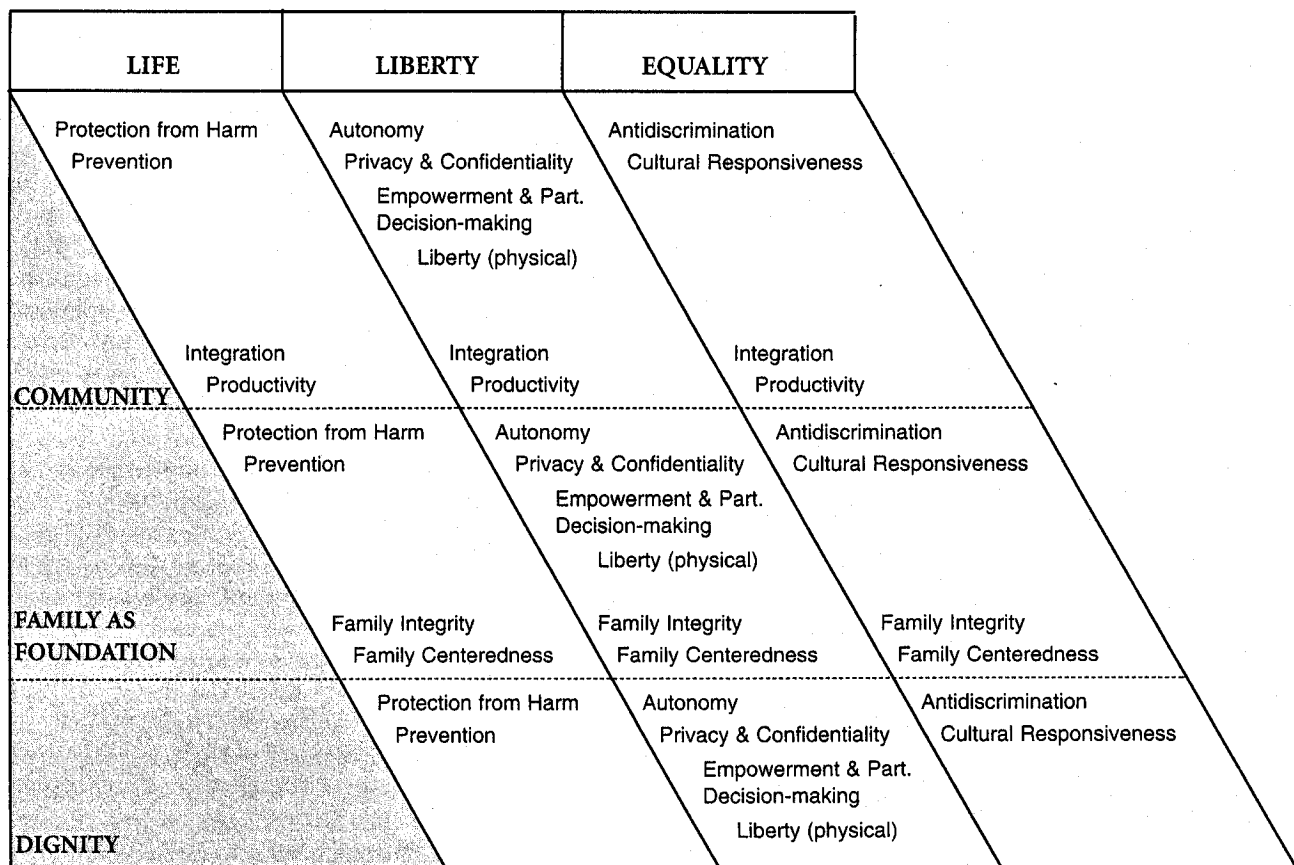 LIFE LIBERTY EQUALITY
Protection from Harm Autonomy Antidiscrimination
Prevention Privacy & Confidentiality Cultural Responsiveness
Empowerment & Part.
Decision-making
Liberty (physical)
Integration Integration Integration
COMMUNITY Productivity Productivity Productivity
Protection from Harm Autonomy Antidiscrimination
Prevention Privacy & Confidentiality Cultural Responsiveness
Empowerment & Part.
Decision-making
Liberty (physical)
FAMILY AS Family Integrity Family Integrity Family Integrity
FOUNDATION Family Centeredness Family Centeredness Family Centeredness
Protection from Harm Autonomy Antidiscrimination
Prevention Privacy & Confidentiality Cultural Responsiveness
Empowerment & Part.
Decision-making
Liberty (physical)
DIGNITY